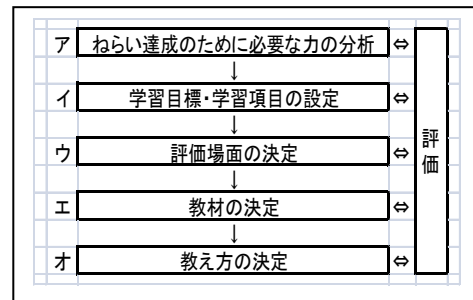 ア ねらい達成のために必要な力の分析 ⇔
↓
イ 学習目標・学習項目の設定 ⇔
↓
ウ 評価場面の決定 ⇔
↓
エ 教材の決定 ⇔
↓
オ 教え方の決定 ⇔
評価